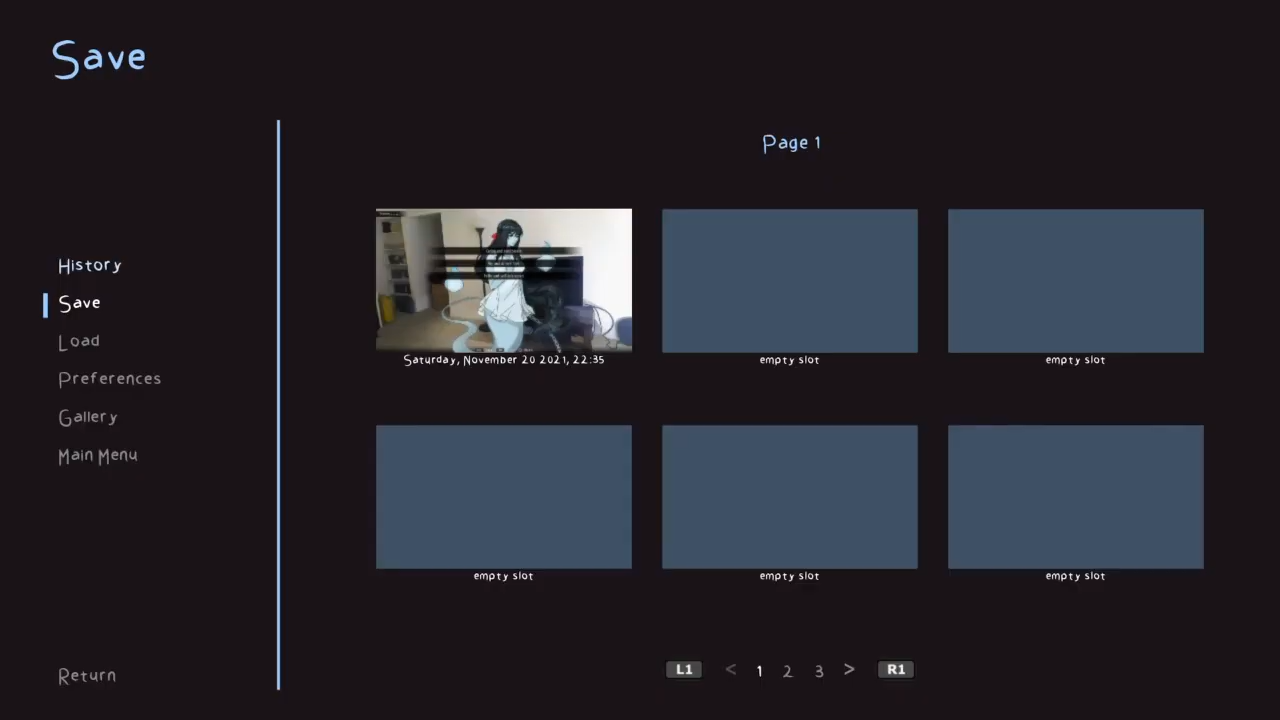 Save
Page 1
History
Save
Load
Preferences
Gallery
Main Menu
Saturday, November 20 2021, 22:35
empty slot
empty slot
empty slot
empty slot
empty slot
Return
L1 < 1 2 3 > R1